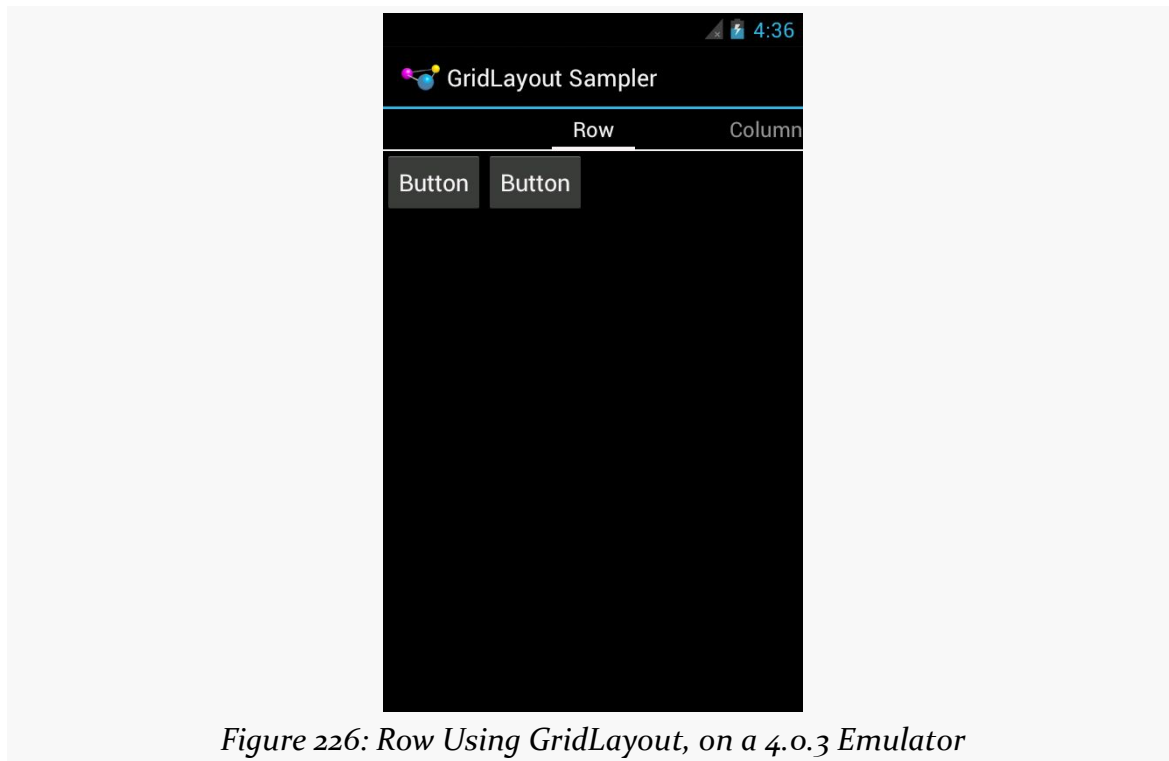 4:36
GridLayout Sampler
Row Column
Button Button
Figure 226: Row Using GridLayout, on a 4.0.3 Emulator